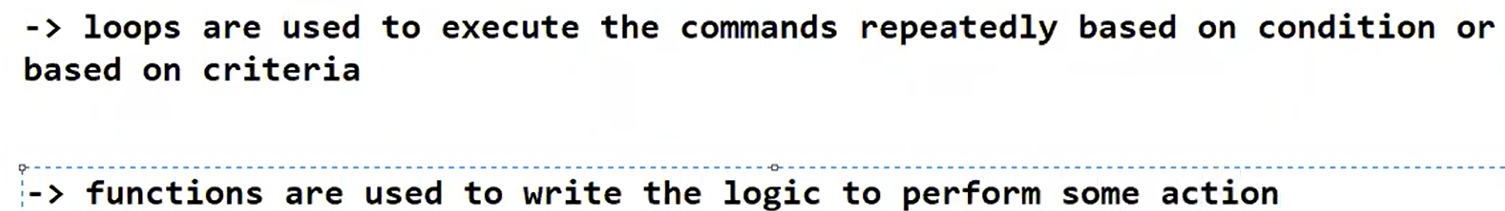 -> loops are used to execute the commands repeatedly based on condition or
based on criteria
-> functions are used to write the logic to perform some action